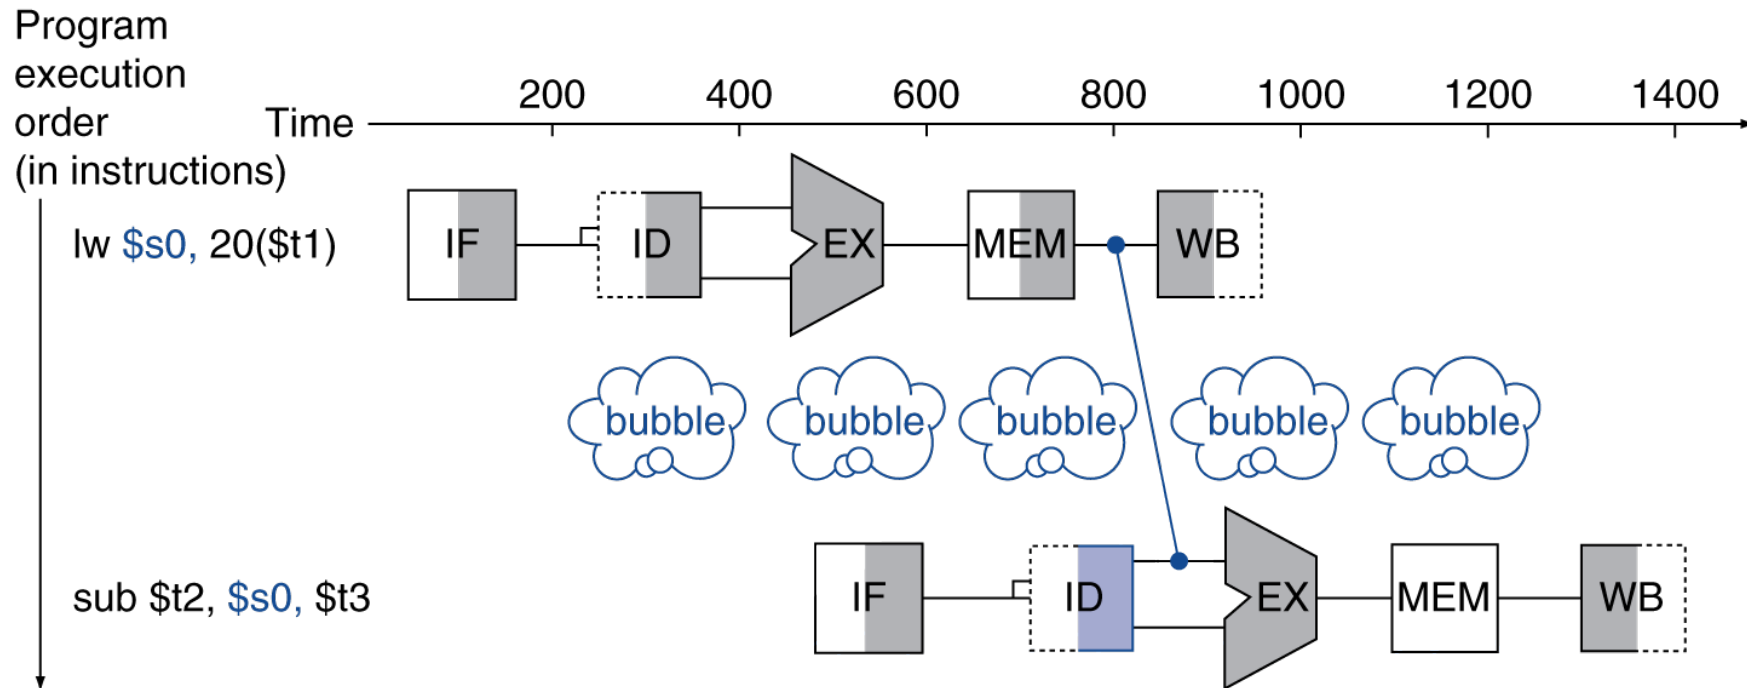 Program
execution
order
(in instructions)
Time
200 400 600 800 1000 1200 1400
lw $s0, 20($t1)
IF ID EX MEM WB
bubble bubble bubble bubble bubble
sub $t2, $s0, $t3
IF ID EX MEM WB